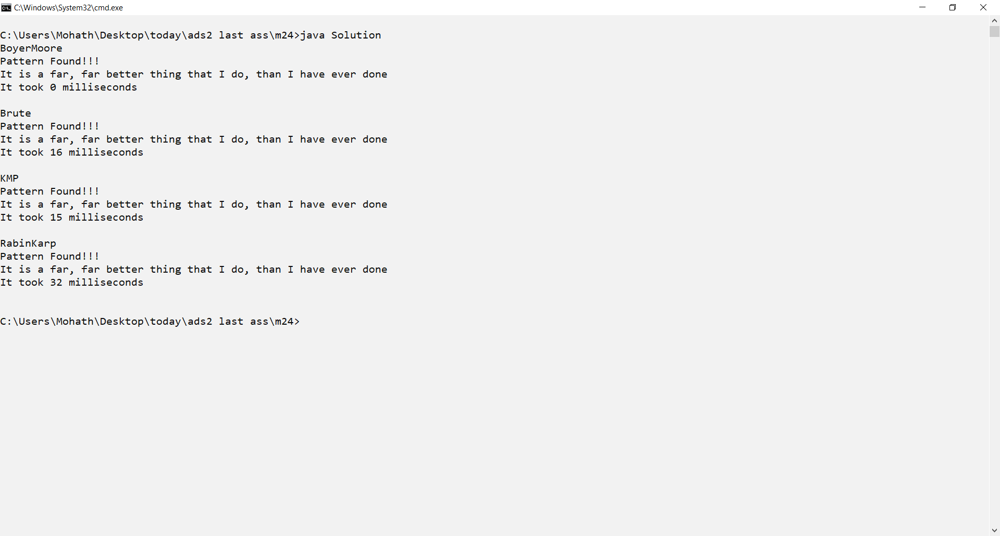 C:\Windows\System32\cmd.exe
C:\Users\Mohath\Desktop\today\ads2 last ass\m24>java Solution
BoyerMoore
Pattern Found!!!
It is a far, far better thing that I do, than I have ever done
It took 0 milliseconds
Brute
Pattern Found!!!
It is a far, far better thing that I do, than I have ever done
It took 16 milliseconds
KMP
Pattern Found!!!
It is a far, far better thing that I do, than I have ever done
It took 15 milliseconds
RabinKarp
Pattern Found!!!
It is a far, far better thing that I do, than I have ever done
It took 32 milliseconds
C:\Users\Mohath\Desktop\today\ads2 last ass\m24>